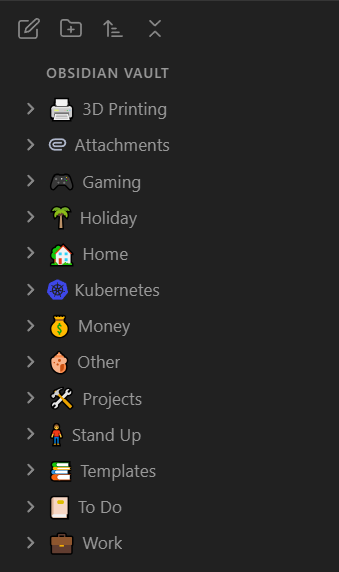 OBSIDIAN VAULT
3D Printing
Attachments
Gaming
Holiday
Home
Kubernetes
Money
Other
Projects
Stand Up
Templates
To Do
Work